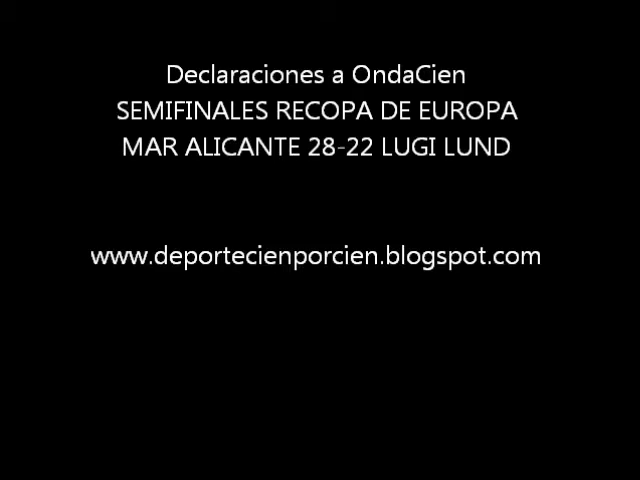 Declaraciones a OndaCien
SEMIFINALES RECOPA DE EUROPA
MAR ALICANTE 28-22 LUGI LUND
www.deportecienporcien.blogspot.com